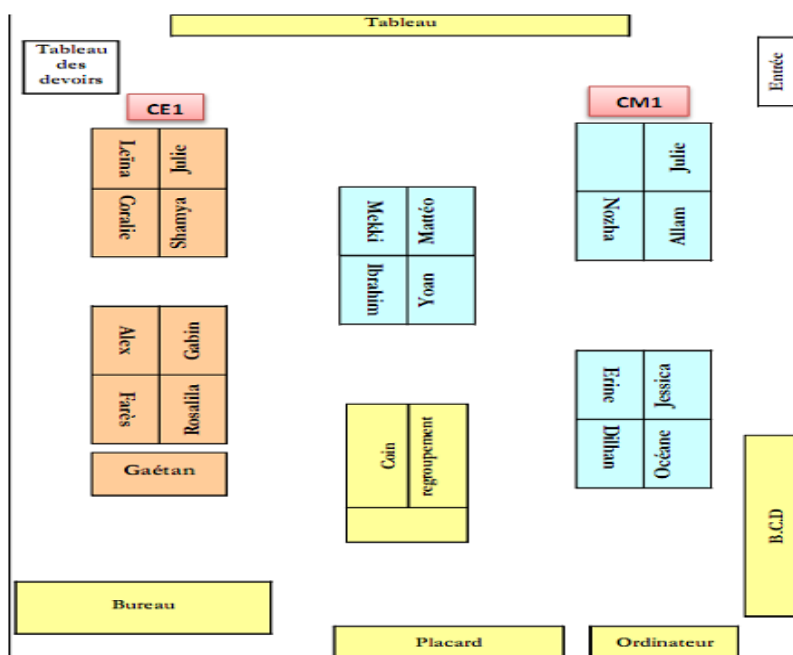 Tableau
Tableau
des
devoirs
Entrée
CE1
CM1
Leïna
Julie
Coralie
Shamya
Mekki
Mattéo
Ibrahim
Yoan
Julie
Nozha
Allam
Alex
Gabin
Farès
Rosalila
Gaétan
Coin
regroupement
Erine
Jessica
Dilhan
Océane
B.C.D
Bureau
Placard
Ordinateur